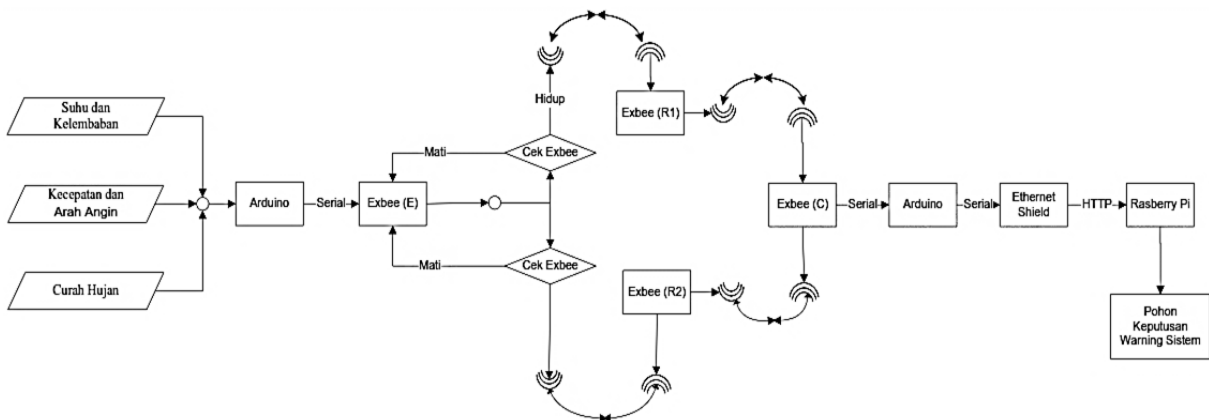 Suhu dan
Kelembaban
Kecepatan dan
Arah Angin
Curah Hujan
Arduino
Serial
Exbee (E)
Mati
Mati
Hidup
Cek Exbee
Cek Exbee
Exbee (R1)
Exbee (R2)
Exbee (C)
Serial
Arduino
Serial
Ethernet
Shield
HTTP
Rasberry Pi
Pohon
Keputusan
Warning Sistem